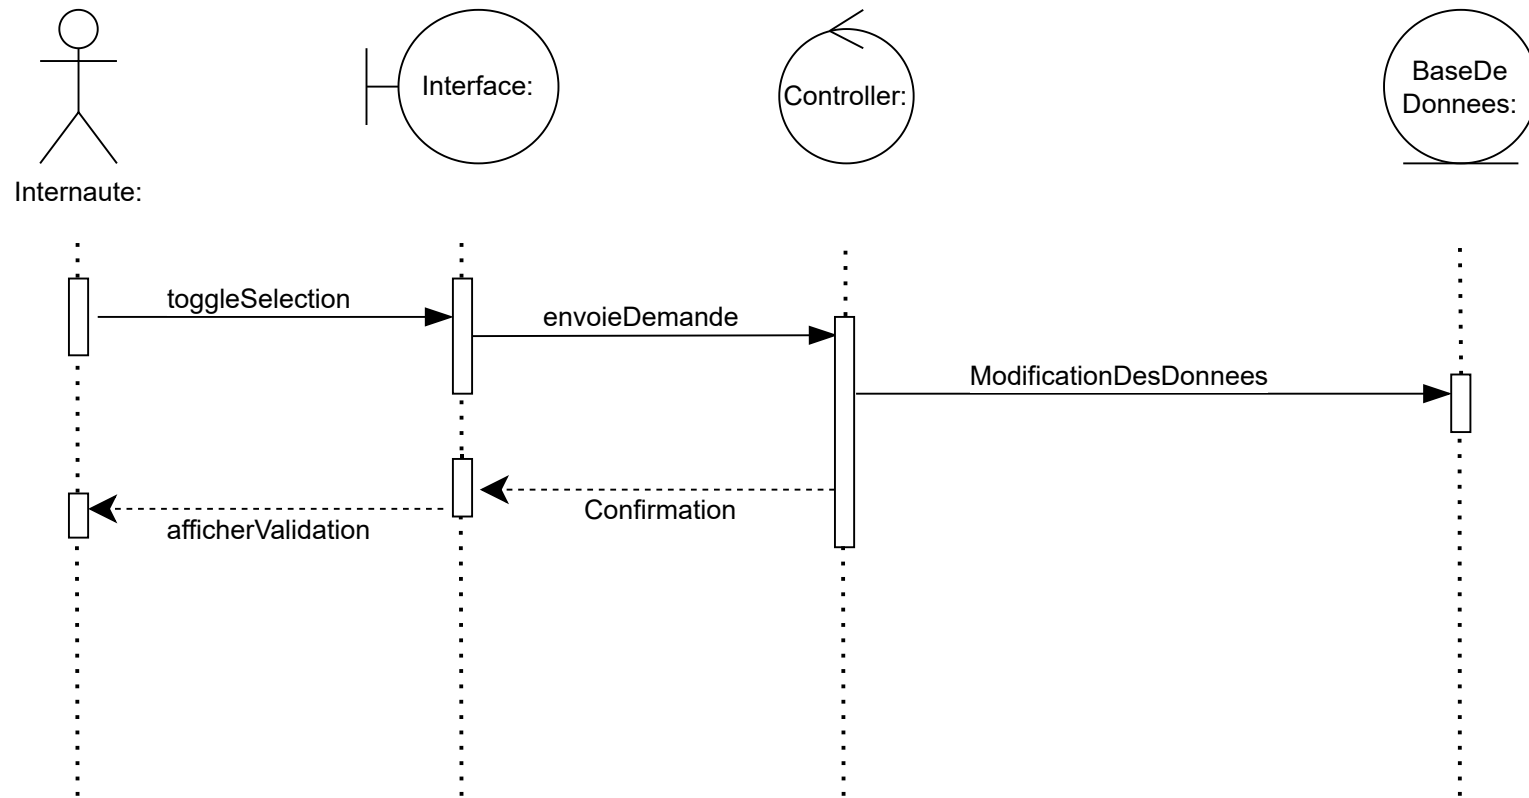 Interface:
Controller:
BaseDe
Donnees:
Internaute:
toggleSelection
envoieDemande
ModificationDesDonnees
Confirmation
afficherValidation